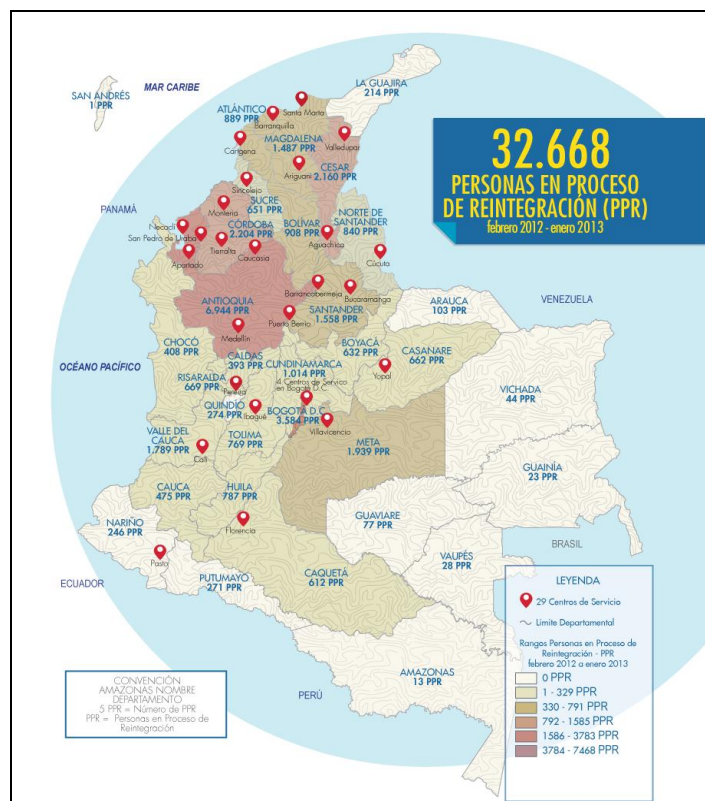 MAR CARIBE
LA GUAJIRA
214 PPR
SAN ANDRÉS
1 PPR
Santa Marta
ATLÁNTICO
889 PPR
Barranquilla
MAGDALENA
1.487 PPR
Valledupar
Cartgena
CESAR
2.160 PPR
Ariguaní
32.668
PERSONAS EN PROCESO
DE REINTEGRACIÓN (PPR)
febrero 2012 - enero 2013
Sincelejo
SUCRE
651 PPR
PANAMÁ
Montería
NORTE DE
SANTANDER
840 PPR
BOLÍVAR
908 PPR
Necoclí
San Pedro de Urabá
CÓRDOBA
2.204 PPR
Tierralta
Caucasia
Aguachica
Apartado
Cúcuta
Barrancabermeja
Bucaramanga
ANTIOQUIA
6.944 PPR
ARAUCA
103 PPR
VENEZUELA
Puerto Berrío
SANTANDER
1.558 PPR
Medellín
CHOCÓ
408 PPR
BOYACÁ
632 PPR
CASANARE
662 PPR
OCÉANO PACÍFICO
CALDAS
393 PPR
CUNDINAMARCA
1.014 PPR
4 Centros de Servicio
en Bogotá D.C.
Yopal
RISARALDA
669 PPR
Pereira
VICHADA
44 PPR
QUINDÍO
274 PPR
Ibagué
BOGOTÁ D.C.
3.584 PPR
Villavicencio
VALLE DEL
CAUCA
1.789 PPR
TOLIMA
769 PPR
META
1.939 PPR
Cali
GUAINÍA
23 PPR
CAUCA
475 PPR
HUILA
787 PPR
GUAVIARE
77 PPR
NARIÑO
246 PPR
Florencia
BRASIL
VAUPÉS
28 PPR
Pasto
ECUADOR
PUTUMAYO
271 PPR
CAQUETÁ
612 PPR
LEYENDA
29 Centros de Servicio
Limite Departamental
Rangos Personas en Proceso de
Reintegración - PPR
febrero 2012 a enero 2013
0 PPR
1 - 329 PPR
330 - 791 PPR
792 - 1585 PPR
1586 - 3783 PPR
3784 - 7468 PPR
AMAZONAS
13 PPR
PERÚ
CONVENCIÓN
AMAZONAS NOMBRE
DEPARTAMENTO
5 PPR = Número de PPR
PPR = Personas en Proceso de
Reintegración